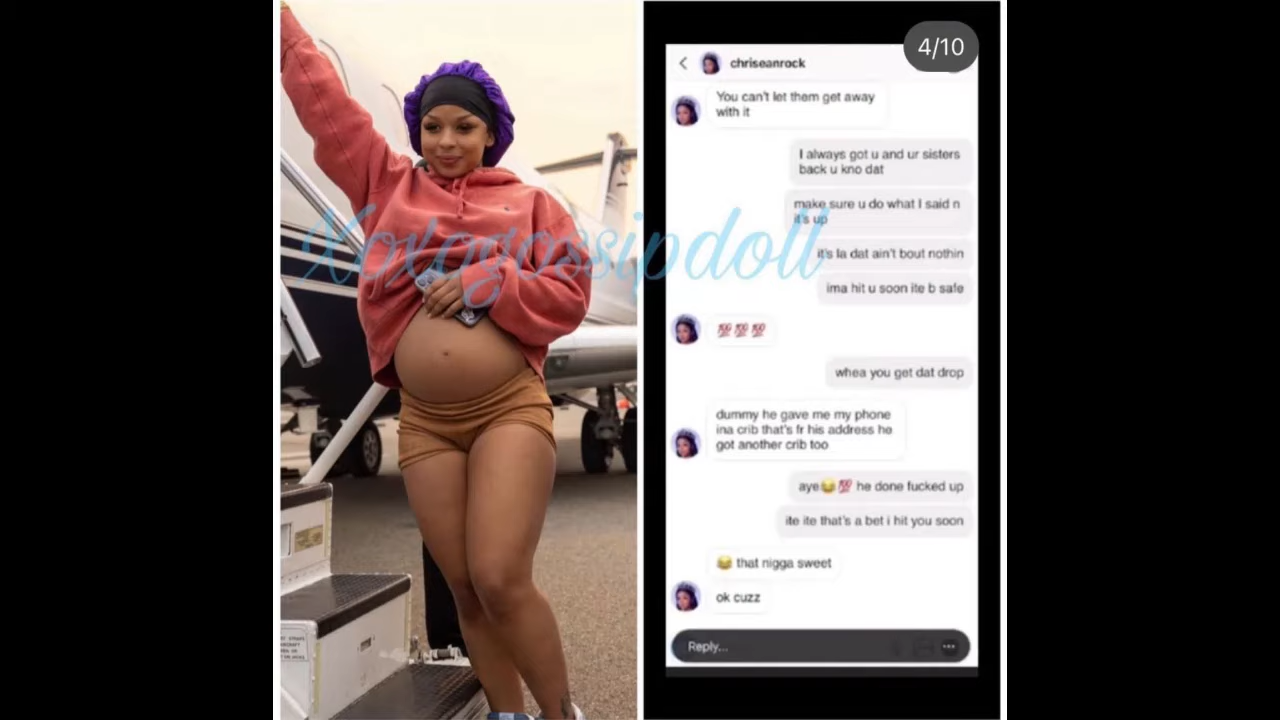 4/10
chriseanrock
You can't let them get away
with it
I always got u and ur sisters
back u kno dat
make sure u do what I said n
it's up
Xoxogossipdoll
it's la dat ain't bout nothin
ima hit u soon ite b safe
💯💯💯
whea you get dat drop
dummy he gave me my phone
ina crib that's fr his address he
got another crib too
aye😂💯 he done fucked up
ite ite that's a bet i hit you soon
😂 that nigga sweet
ok cuzz
Reply...